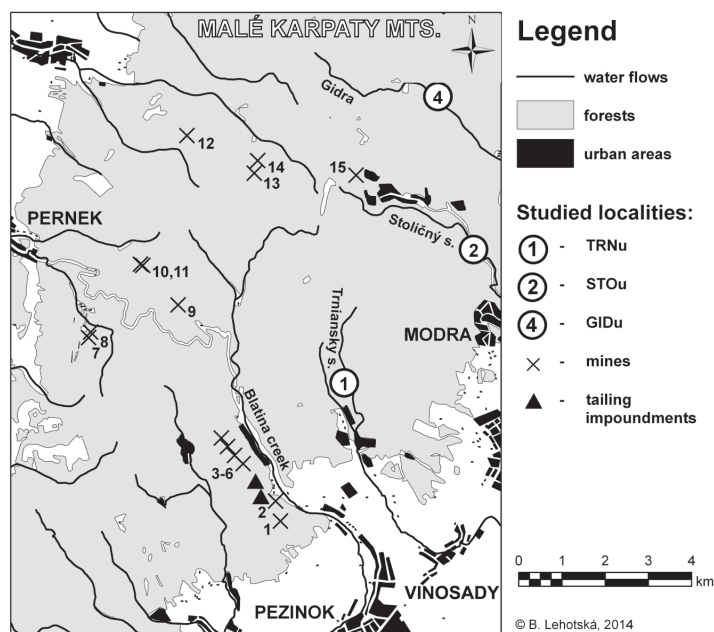 MALÉ KARPATY MTS.
N
Gidra
4
12
14
13
15
PERNEK
Stoličný s.
2
10,11
9
Trniansky s.
MODRA
8
7
1
Blatina creek
3-6
2
1
VINOSADY
PEZINOK
Legend
water flows
forests
urban areas
Studied localities:
1 - TRNu
2 - STOu
4 - GIDu
- mines
- tailing
impoundments
0 1 2 3 4
km
© B. Lehotská, 2014